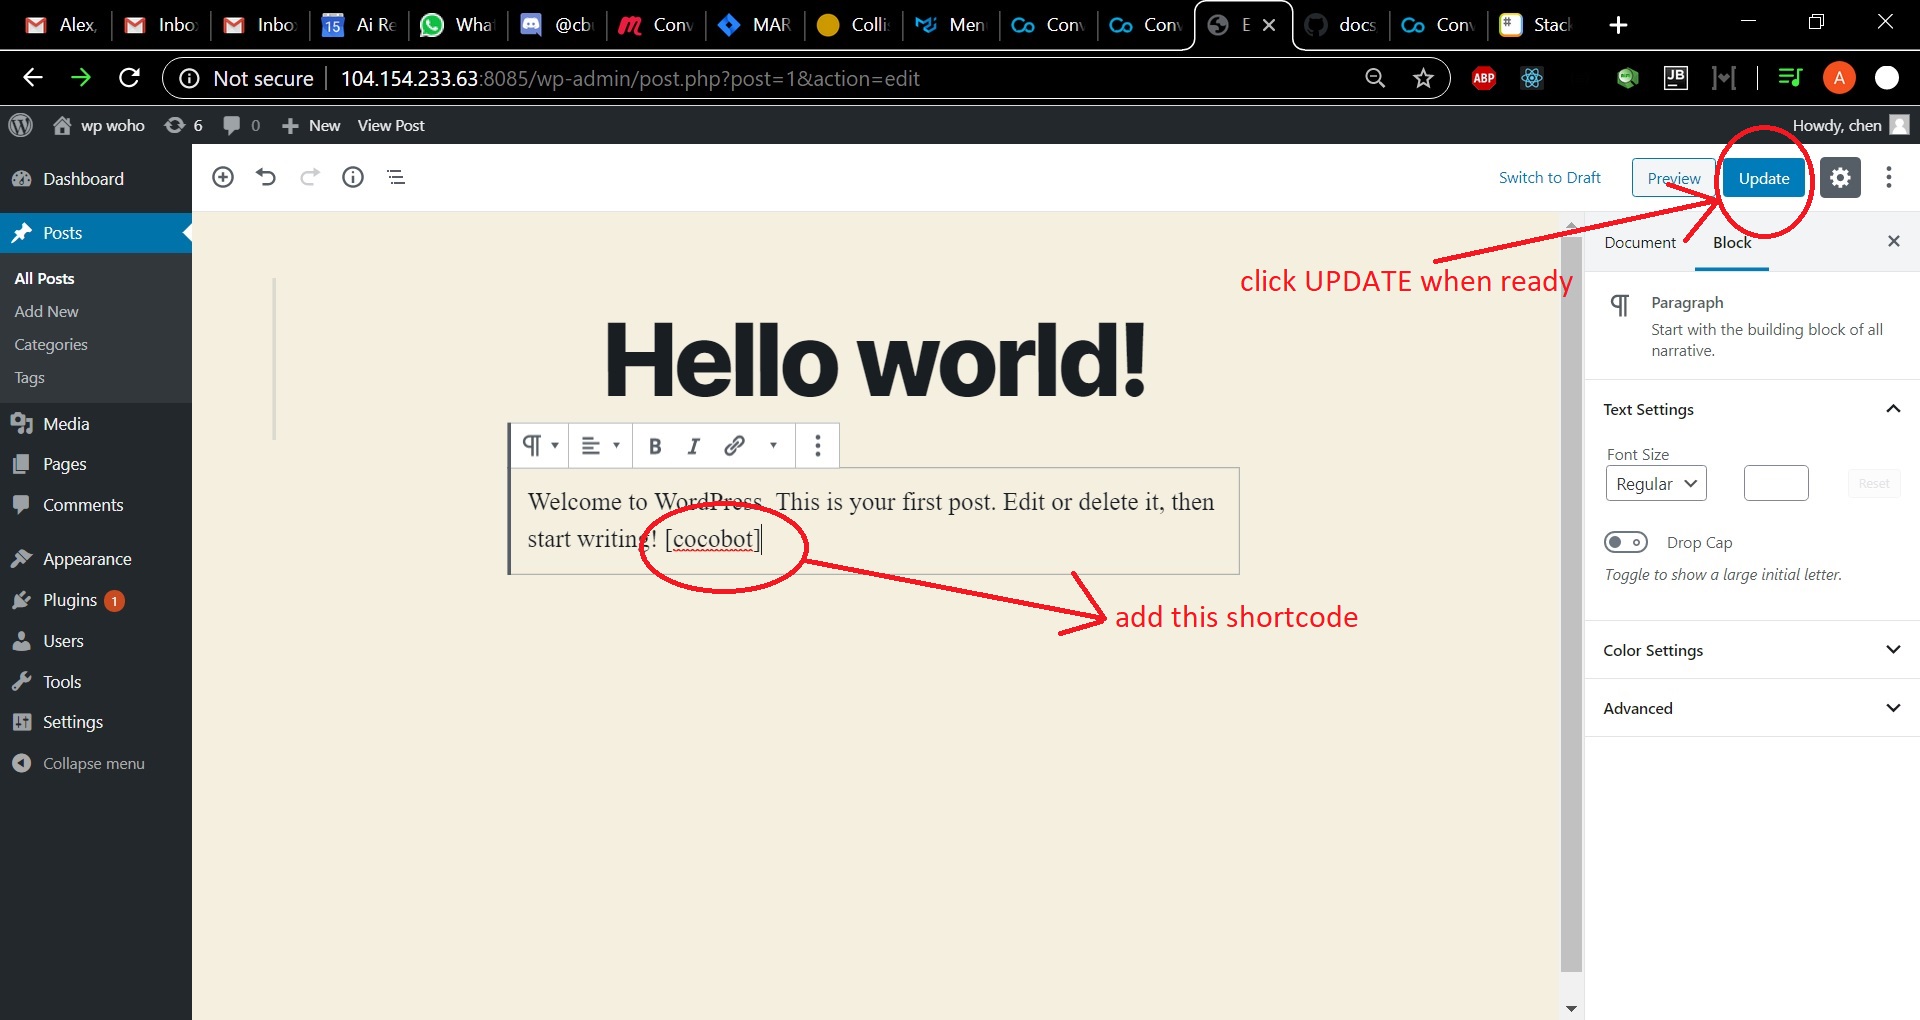 Alex,
Inbo
Inbo
15
Ai Re
Wha
@cb
Conv
MAR
Colli
Men
Con
Con
E
docs
Con
Stack
Not secure
104.154.233.63:8085/wp-admin/post.php?post=1&action=edit
ABP
JB
A
wp woho
6
0
New
View Post
Howdy, chen
Dashboard
Posts
All Posts
Add New
Categories
Tags
Media
Pages
Comments
Appearance
Plugins 1
Users
Tools
Settings
Collapse menu
Switch to Draft
Preview
Update
click UPDATE when ready
Hello world!
B I
Welcome to WordPress. This is your first post. Edit or delete it, then
start writing! [cocobot]
add this shortcode
Document
Block
Paragraph
Start with the building block of all
narrative.
Text Settings
Font Size
Regular
Reset
Drop Cap
Toggle to show a large initial letter.
Color Settings
Advanced